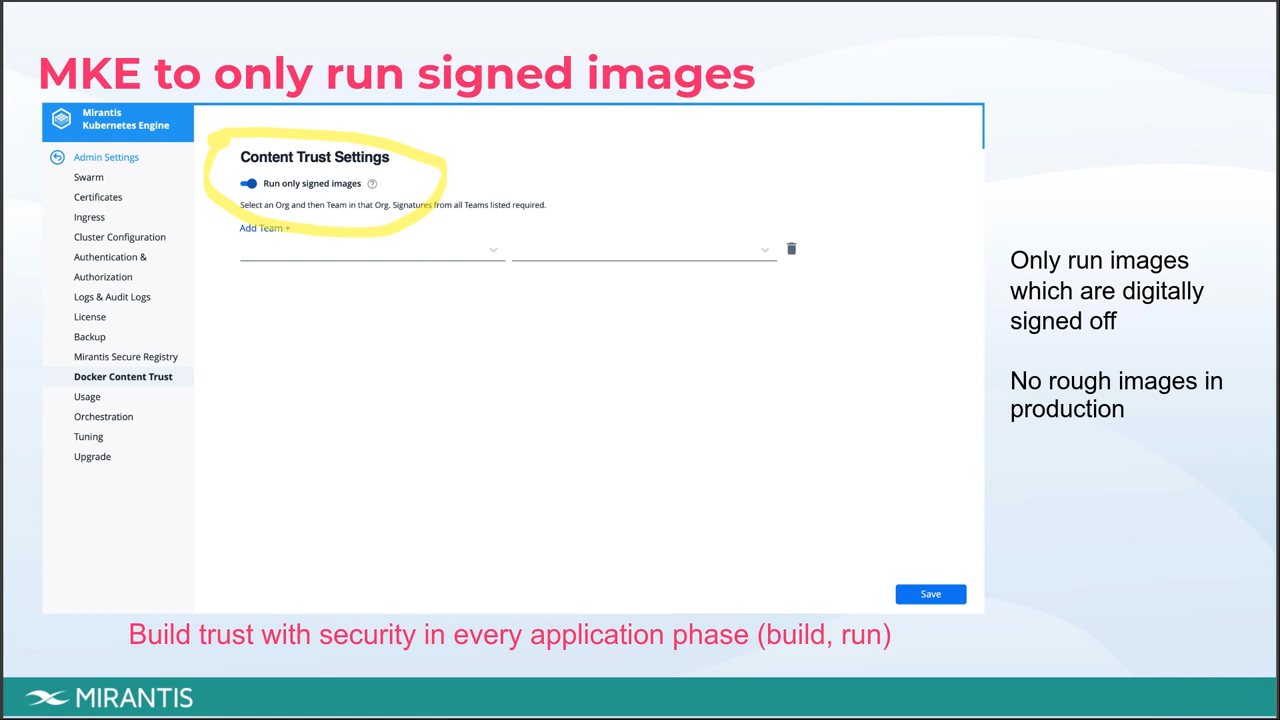 MKE to only run signed images
Mirantis
Kubernetes Engine
Admin Settings
Swarm
Certificates
Ingress
Cluster Configuration
Authentication &
Authorization
Logs & Audit Logs
License
Backup
Mirantis Secure Registry
Docker Content Trust
Usage
Orchestration
Tuning
Upgrade
Content Trust Settings
Run only signed images ?
Select an Org and then Team in that Org. Signatures from all Teams listed required.
Add Team +
Save
Only run images
which are digitally
signed off
No rough images in
production
Build trust with security in every application phase (build, run)
MIRANTIS